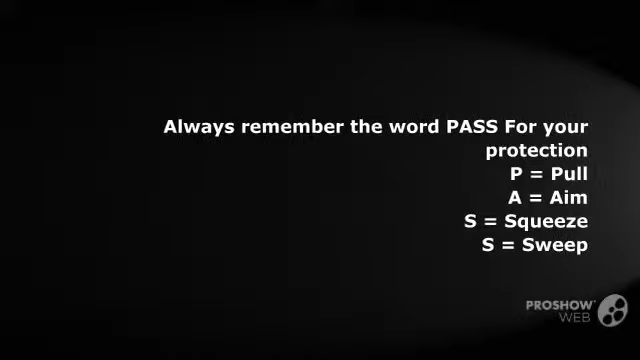 Always remember the word PASS For your
protection
P = Pull
A = Aim
S = Squeeze
S = Sweep
PROSHOW
WEB